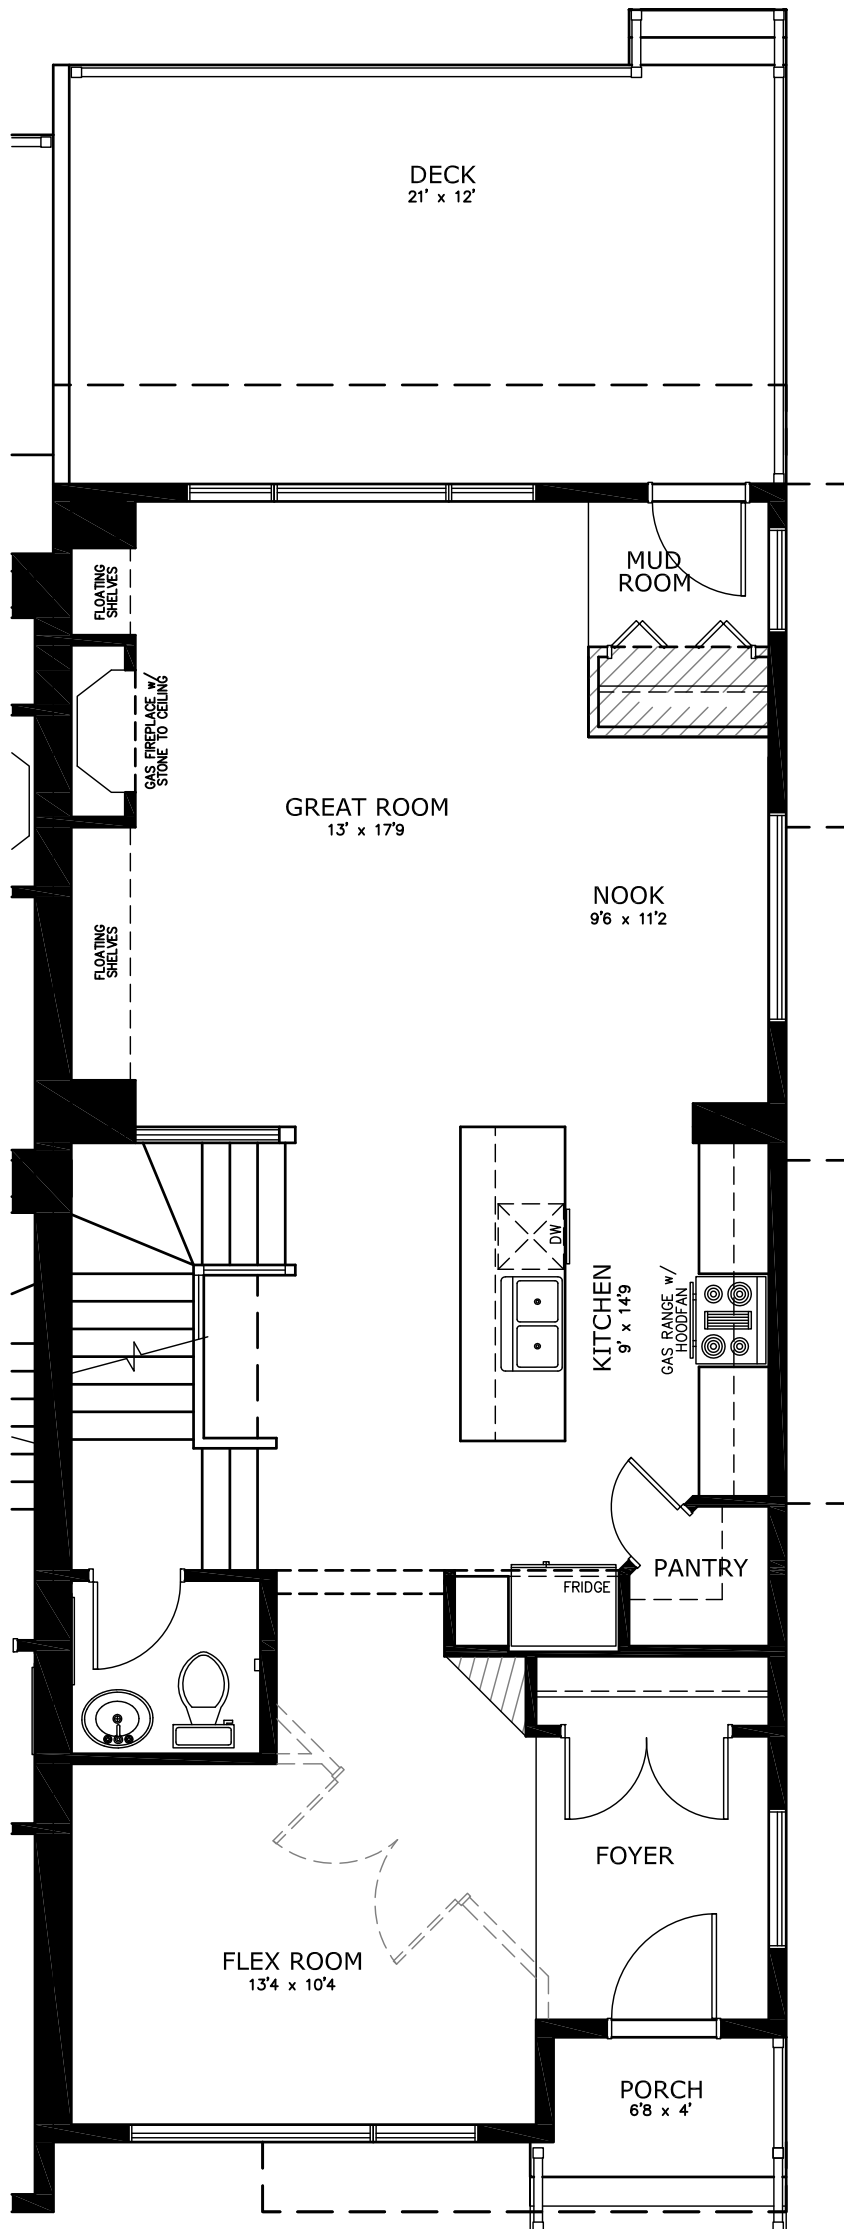 DECK
21' x 12'
MUD
ROOM
FLOATING
SHELVES
GAS FIREPLACE w/
STONE TO CEILING
GREAT ROOM
13' x 17'9
NOOK
9'6 x 11'2
FLOATING
SHELVES
DW
KITCHEN
9' x 14'9
GAS RANGE w/
HOODFAN
PANTRY
FRIDGE
FOYER
FLEX ROOM
13'4 x 10'4
PORCH
6'8 x 4'